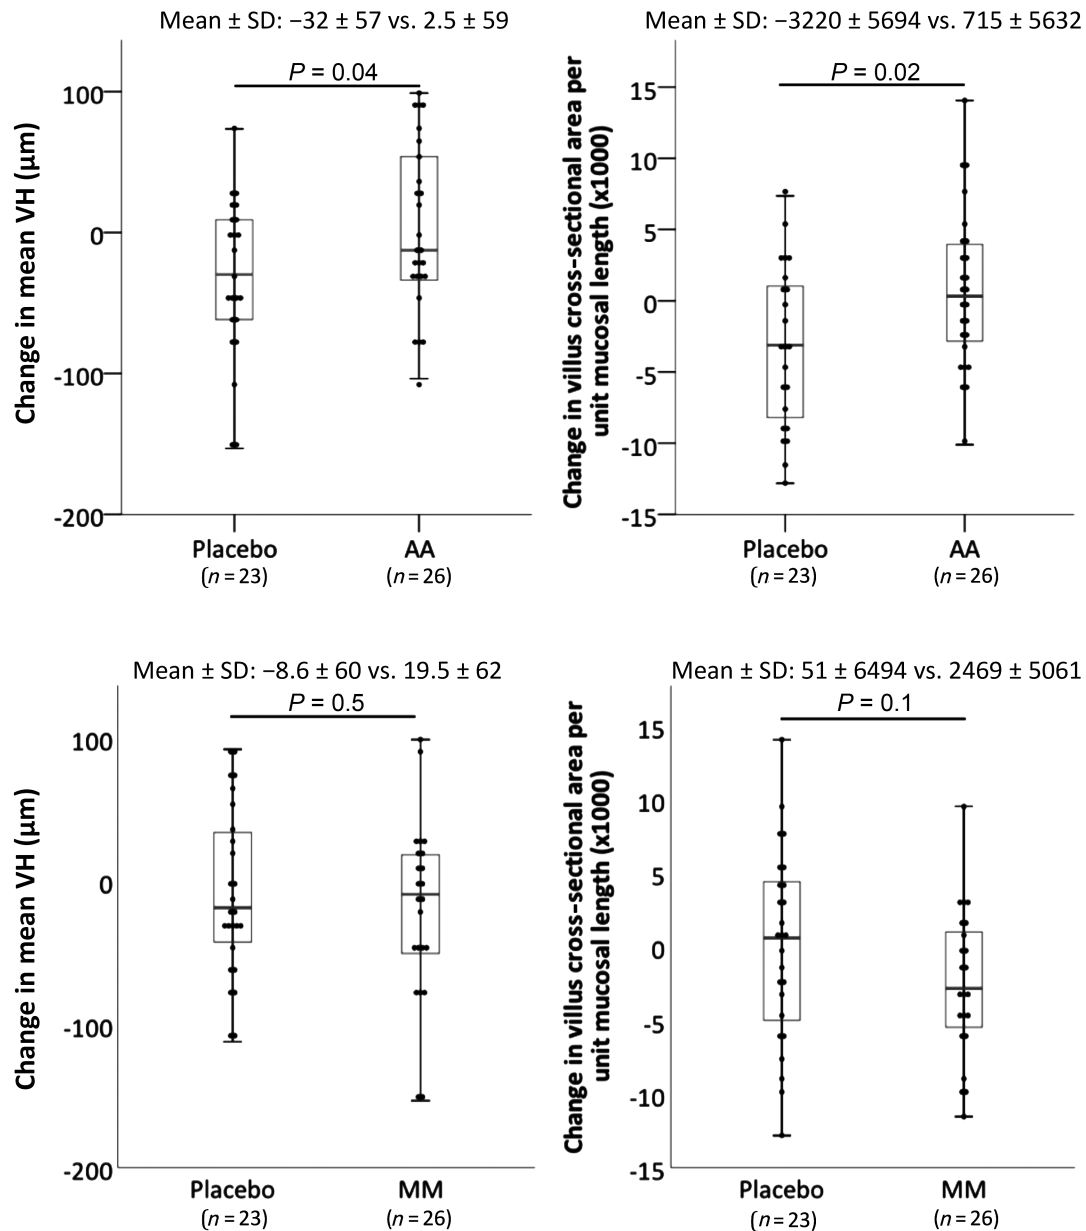 Mean ± SD: −32 ± 57 vs. 2.5 ± 59
P = 0.04
Change in mean VH (µm)
100
0
-100
-200
Placebo
AA
(n = 23)
(n = 26)
Mean ± SD: −3220 ± 5694 vs. 715 ± 5632
P = 0.02
Change in villus cross-sectional area per
unit mucosal length (x1000)
15
10
5
0
-5
-10
-15
Placebo
AA
(n = 23)
(n = 26)
Mean ± SD: −8.6 ± 60 vs. 19.5 ± 62
P = 0.5
Change in mean VH (µm)
100
0
-100
-200
Placebo
MM
(n = 23)
(n = 26)
Mean ± SD: 51 ± 6494 vs. 2469 ± 5061
P = 0.1
Change in villus cross-sectional area per
unit mucosal length (x1000)
15
10
5
0
-5
-10
-15
Placebo
MM
(n = 23)
(n = 26)